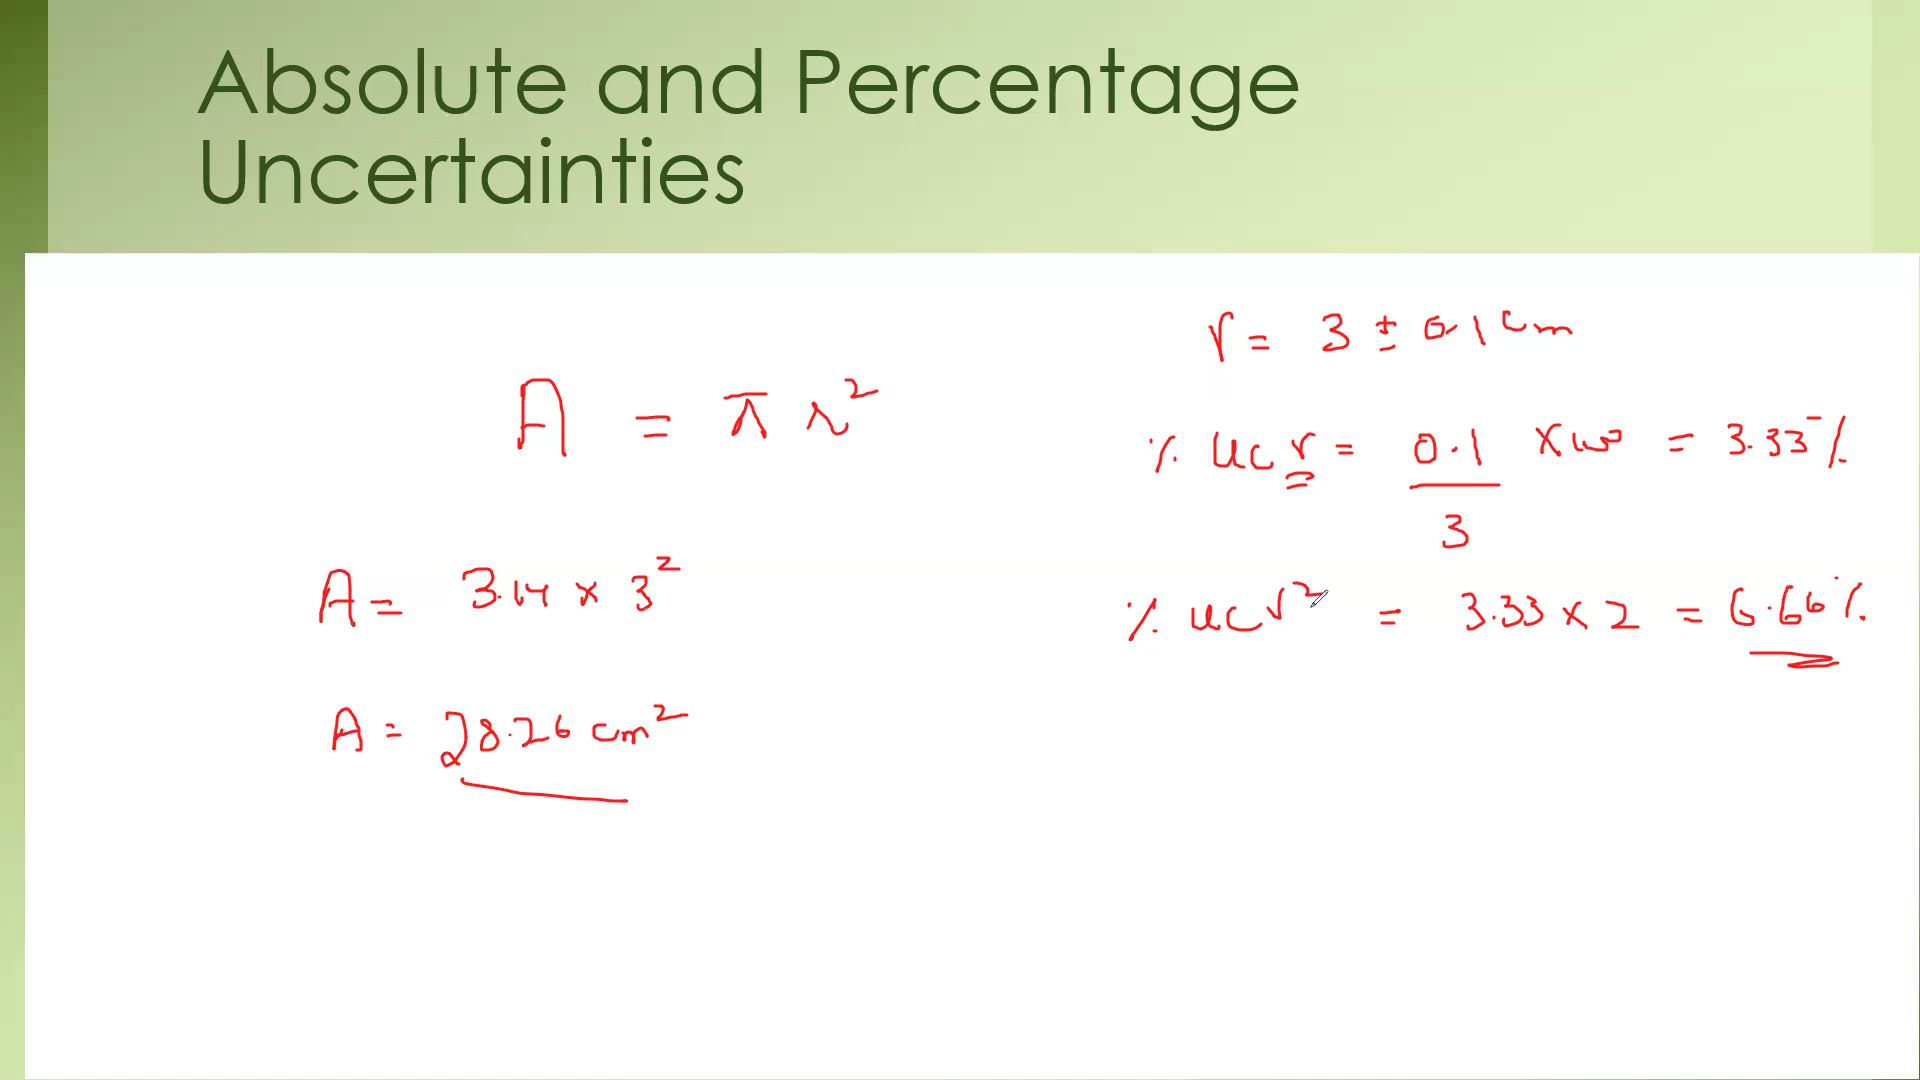 Absolute and Percentage
Uncertainties
r = 3 ± 0.1 cm
A = π r²
% uc r = 0.1 / 3 × 100 = 3.33 %
A = 3.14 × 3²
% uc r² = 3.33 × 2 = 6.66 %
A = 28.26 cm²